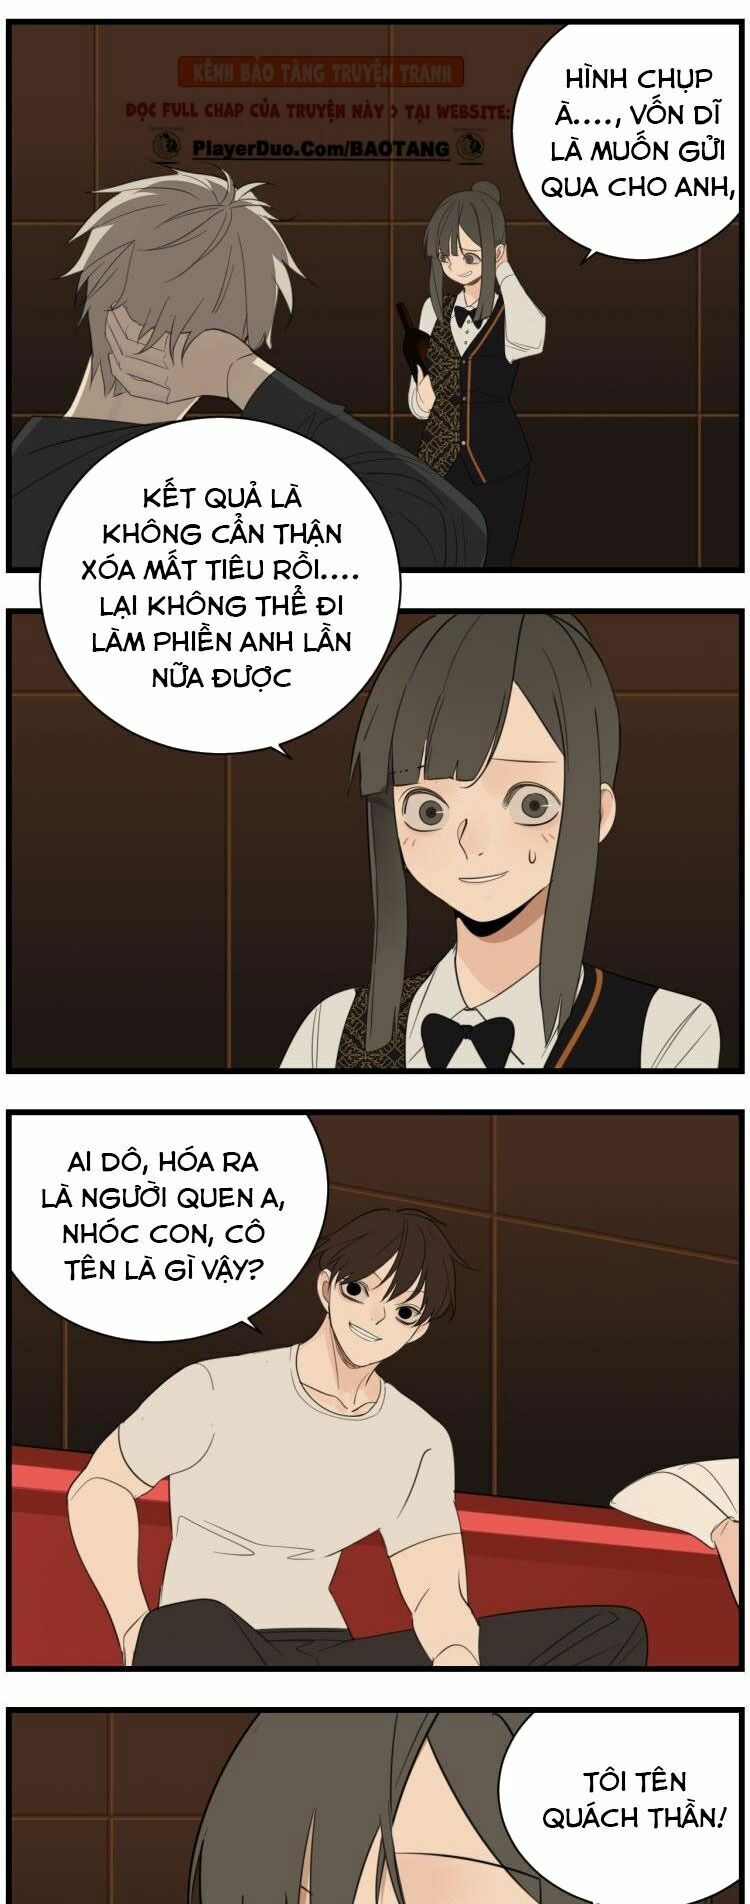 KÊNH BẢO TÀNG TRUYỆN TRANH
ĐỌC FULL CHAP CỦA TRUYỆN NÀY > TẠI WEBSITE:
PlayerDuo.Com/BAOTANG
HÌNH CHỤP
À...., VỐN DĨ
LÀ MUỐN GỬI
QUA CHO ANH,
KẾT QUẢ LÀ
KHÔNG CẨN THẬN
XÓA MẤT TIÊU RỒI....
LẠI KHÔNG THỂ ĐI
LÀM PHIỀN ANH LẦN
NỮA ĐƯỢC
AI DÔ, HÓA RA
LÀ NGƯỜI QUEN A,
NHÓC CON, CÔ
TÊN LÀ GÌ VẬY?
TÔI TÊN
QUÁCH THẦN!